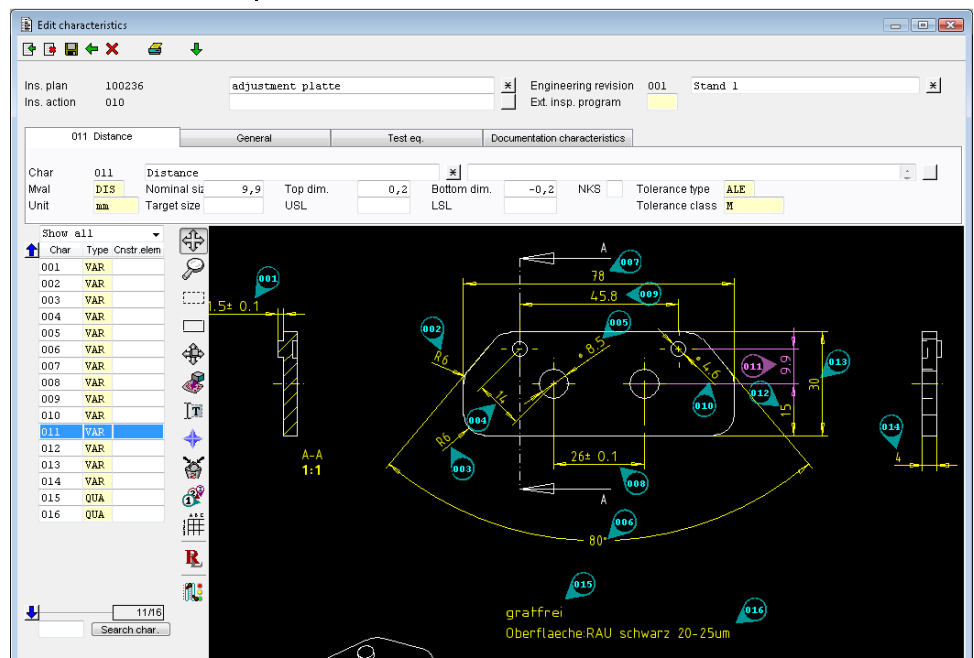 Edit characteristics
Ins. plan 100236 adjustment platte Engineering revision 001 Stand 1
Ins. action 010 Ext. insp. program
011 Distance General Test eq. Documentation characteristics
Char 011 Distance
Mval DIS Nominal siz 9,9 Top dim. 0,2 Bottom dim. -0,2 NKS Tolerance type ALE
Unit mm Target size USL LSL Tolerance class M
Show all
Char Type Cnstr.elem
001 VAR
002 VAR
003 VAR
004 VAR
005 VAR
006 VAR
007 VAR
008 VAR
009 VAR
010 VAR
011 VAR
012 VAR
013 VAR
014 VAR
015 QUA
016 QUA
11/16
Search char.
A
007
78
001
45.8 009
1.5± 0.1
002
005
R6
8.5
4.6
011
9.9
30
013
14
004
010
012
15
R6
003
014
4
A-A
1:1
26± 0.1
008
A
006
80°
015
gratfrei
016
Oberflaeche:RAU schwarz 20-25um